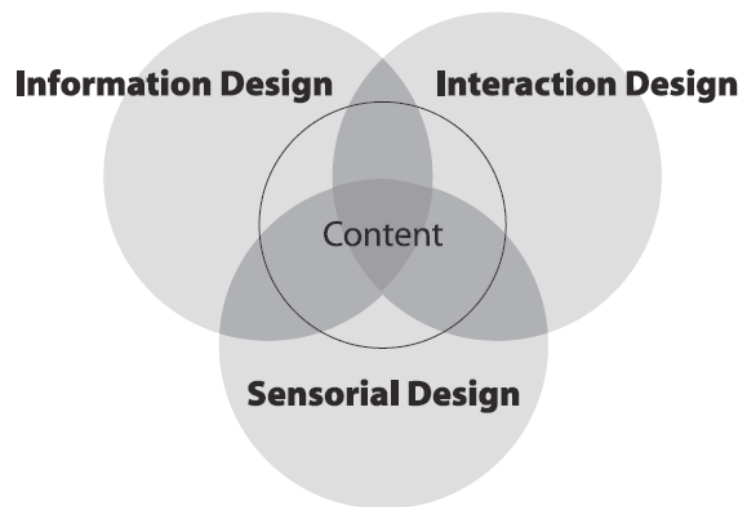 Information Design
Interaction Design
Content
Sensorial Design